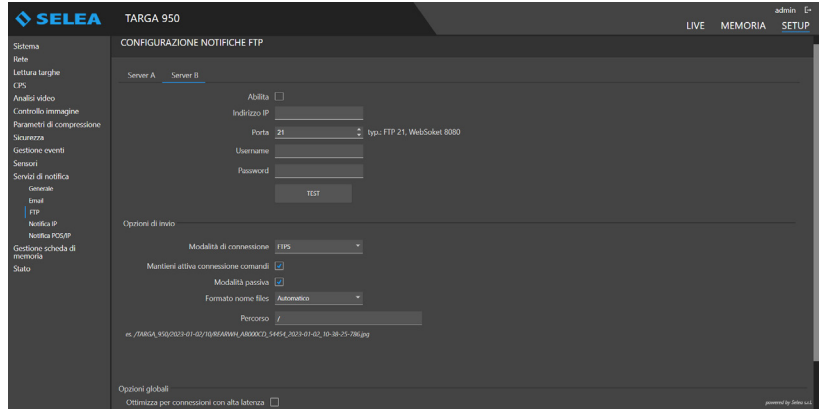 SELEA
TARGA 950
admin
LIVE MEMORIA SETUP
CONFIGURAZIONE NOTIFICHE FTP
Sistema
Rete
Lettura targhe
CPS
Analisi video
Controllo immagine
Parametri di compressione
Sicurezza
Gestione eventi
Sensori
Servizi di notifica
Generale
Email
FTP
Notifica IP
Notifica POS/IP
Gestione scheda di
memoria
Stato
Server A Server B
Abilita
Indirizzo IP
Porta 21 typ.: FTP 21, WebSoket 8080
Username
Password
TEST
Opzioni di invio
Modalità di connessione FTPS
Mantieni attiva connessione comandi
Modalità passiva
Formato nome files Automatico
Percorso /
es. /TARGA_950/2023-01-02/10/REARWH_AB000CD_54454_2023-01-02_10-38-25-786.jpg
Opzioni globali
Ottimizza per connessioni con alta latenza
powered by Selea s.r.l.